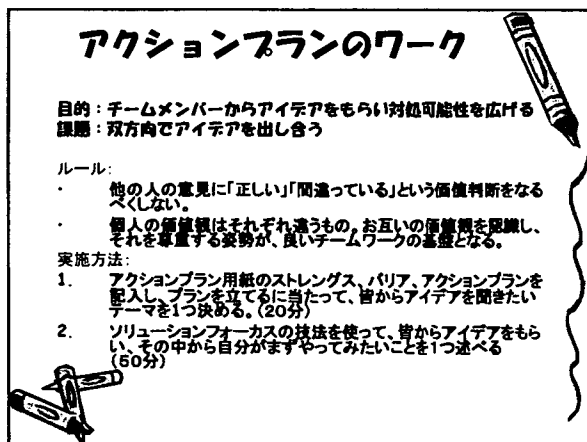 アクションプランのワーク
目的：チームメンバーからアイデアをもらい対処可能性を広げる
課題：双方向でアイデアを出し合う
ルール：
・ 他の人の意見に「正しい」「間違っている」という価値判断をなる
べくしない。
・ 個人の価値観はそれぞれ違うもの。お互いの価値観を認識し、
それを尊重する姿勢が、良いチームワークの基盤となる。
実施方法：
1. アクションプラン用紙のストレングス、バリア、アクションプランを
記入し、プランを立てるに当たって、皆からアイデアを聞きたい
テーマを1つ決める。（20分）
2. ソリューションフォーカスの技法を使って、皆からアイデアをもら
い、その中から自分がまずやってみたいことを1つ述べる
（50分）